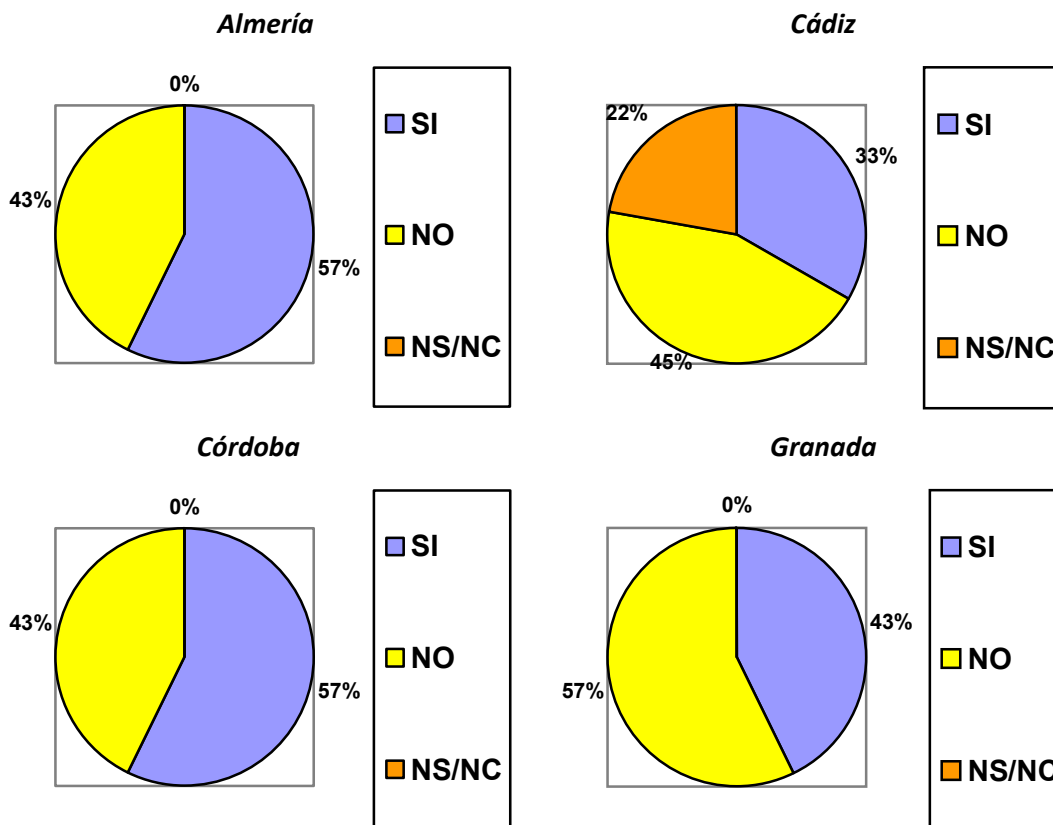 Almería
0%
43%
57%
SI
NO
NS/NC
Cádiz
22%
33%
45%
SI
NO
NS/NC
Córdoba
0%
43%
57%
SI
NO
NS/NC
Granada
0%
43%
57%
SI
NO
NS/NC